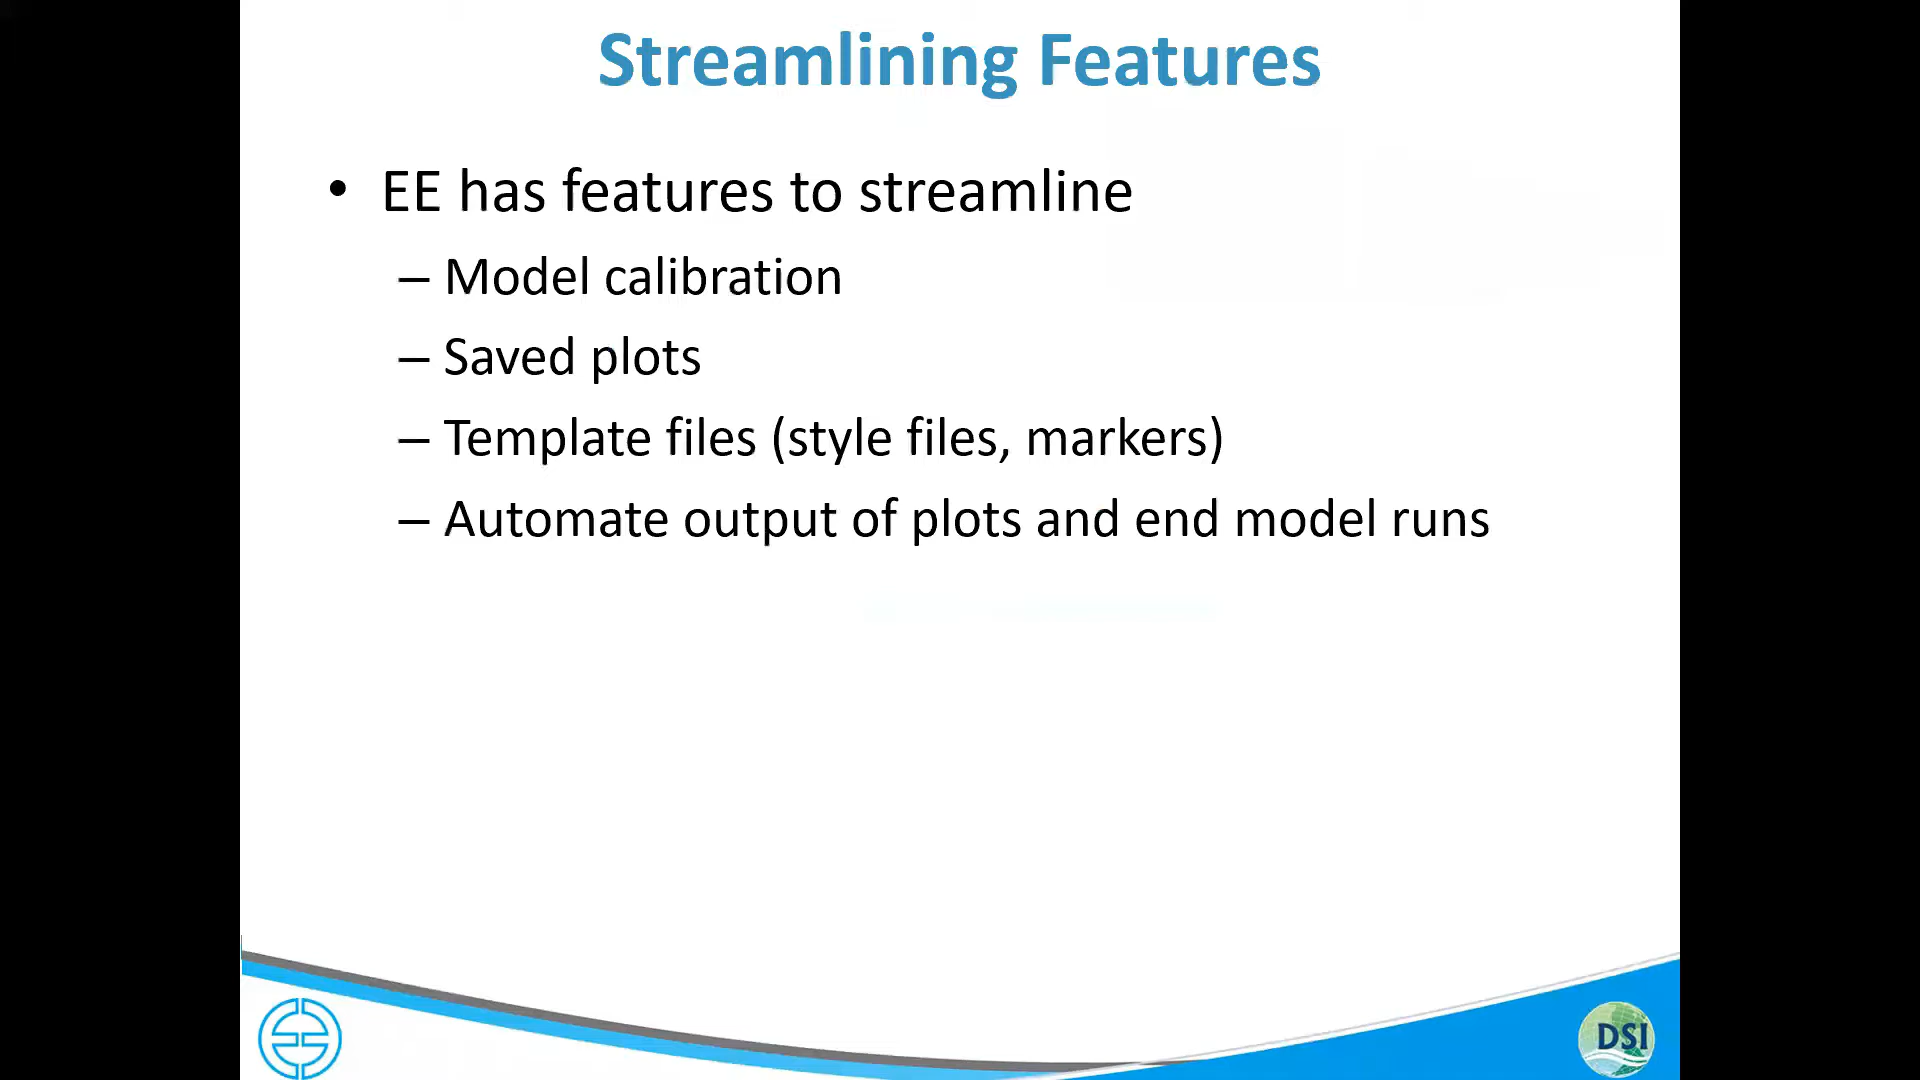 Streamlining Features
• EE has features to streamline
– Model calibration
– Saved plots
– Template files (style files, markers)
– Automate output of plots and end model runs
DSI